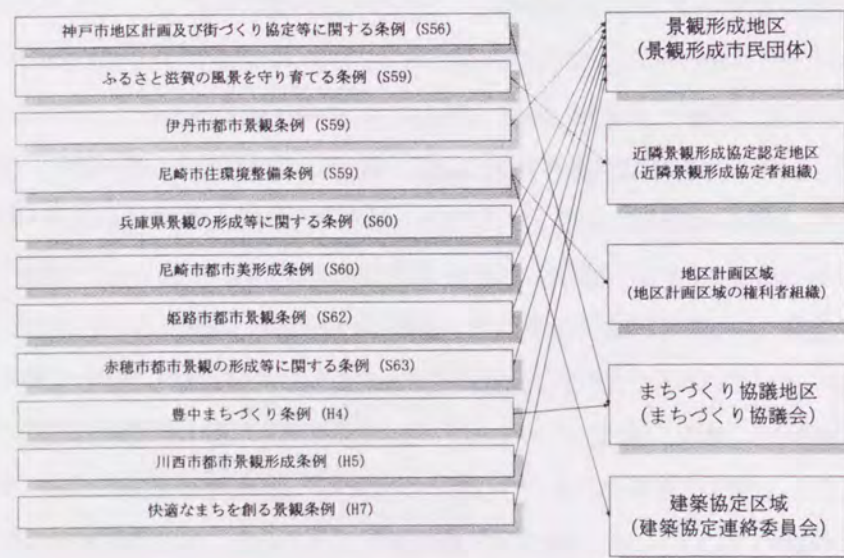 神戸市地区計画及び街づくり協定等に関する条例 (S56)
ふるさと滋賀の風景を守り育てる条例 (S59)
伊丹市都市景観条例 (S59)
尼崎市住環境整備条例 (S59)
兵庫県景観の形成等に関する条例 (S60)
尼崎市都市美形成条例 (S60)
姫路市都市景観条例 (S62)
赤穂市都市景観の形成等に関する条例 (S63)
豊中まちづくり条例 (H4)
川西市都市景観形成条例 (H5)
快適なまちを創る景観条例 (H7)
景観形成地区
(景観形成市民団体)
近隣景観形成協定認定地区
(近隣景観形成協定者組織)
地区計画区域
(地区計画区域の権利者組織)
まちづくり協議地区
(まちづくり協議会)
建築協定区域
(建築協定連絡委員会)